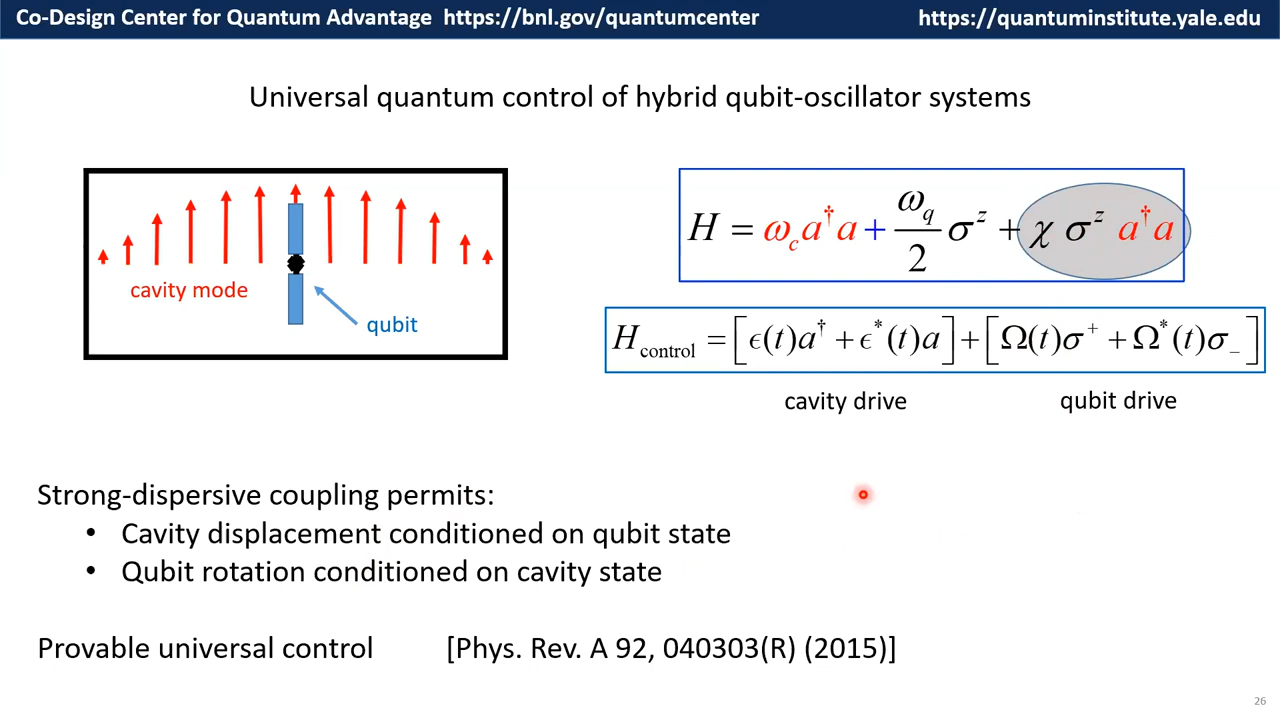 Co-Design Center for Quantum Advantage https://bnl.gov/quantumcenter https://quantuminstitute.yale.edu
Universal quantum control of hybrid qubit-oscillator systems
cavity mode
qubit
H = ω_c a†a + ω_q/2 σ^z + χ σ^z a†a
H_control = [ϵ(t)a† + ϵ*(t)a] + [Ω(t)σ^+ + Ω*(t)σ_−]
cavity drive qubit drive
Strong-dispersive coupling permits:
• Cavity displacement conditioned on qubit state
• Qubit rotation conditioned on cavity state
Provable universal control [Phys. Rev. A 92, 040303(R) (2015)]
26